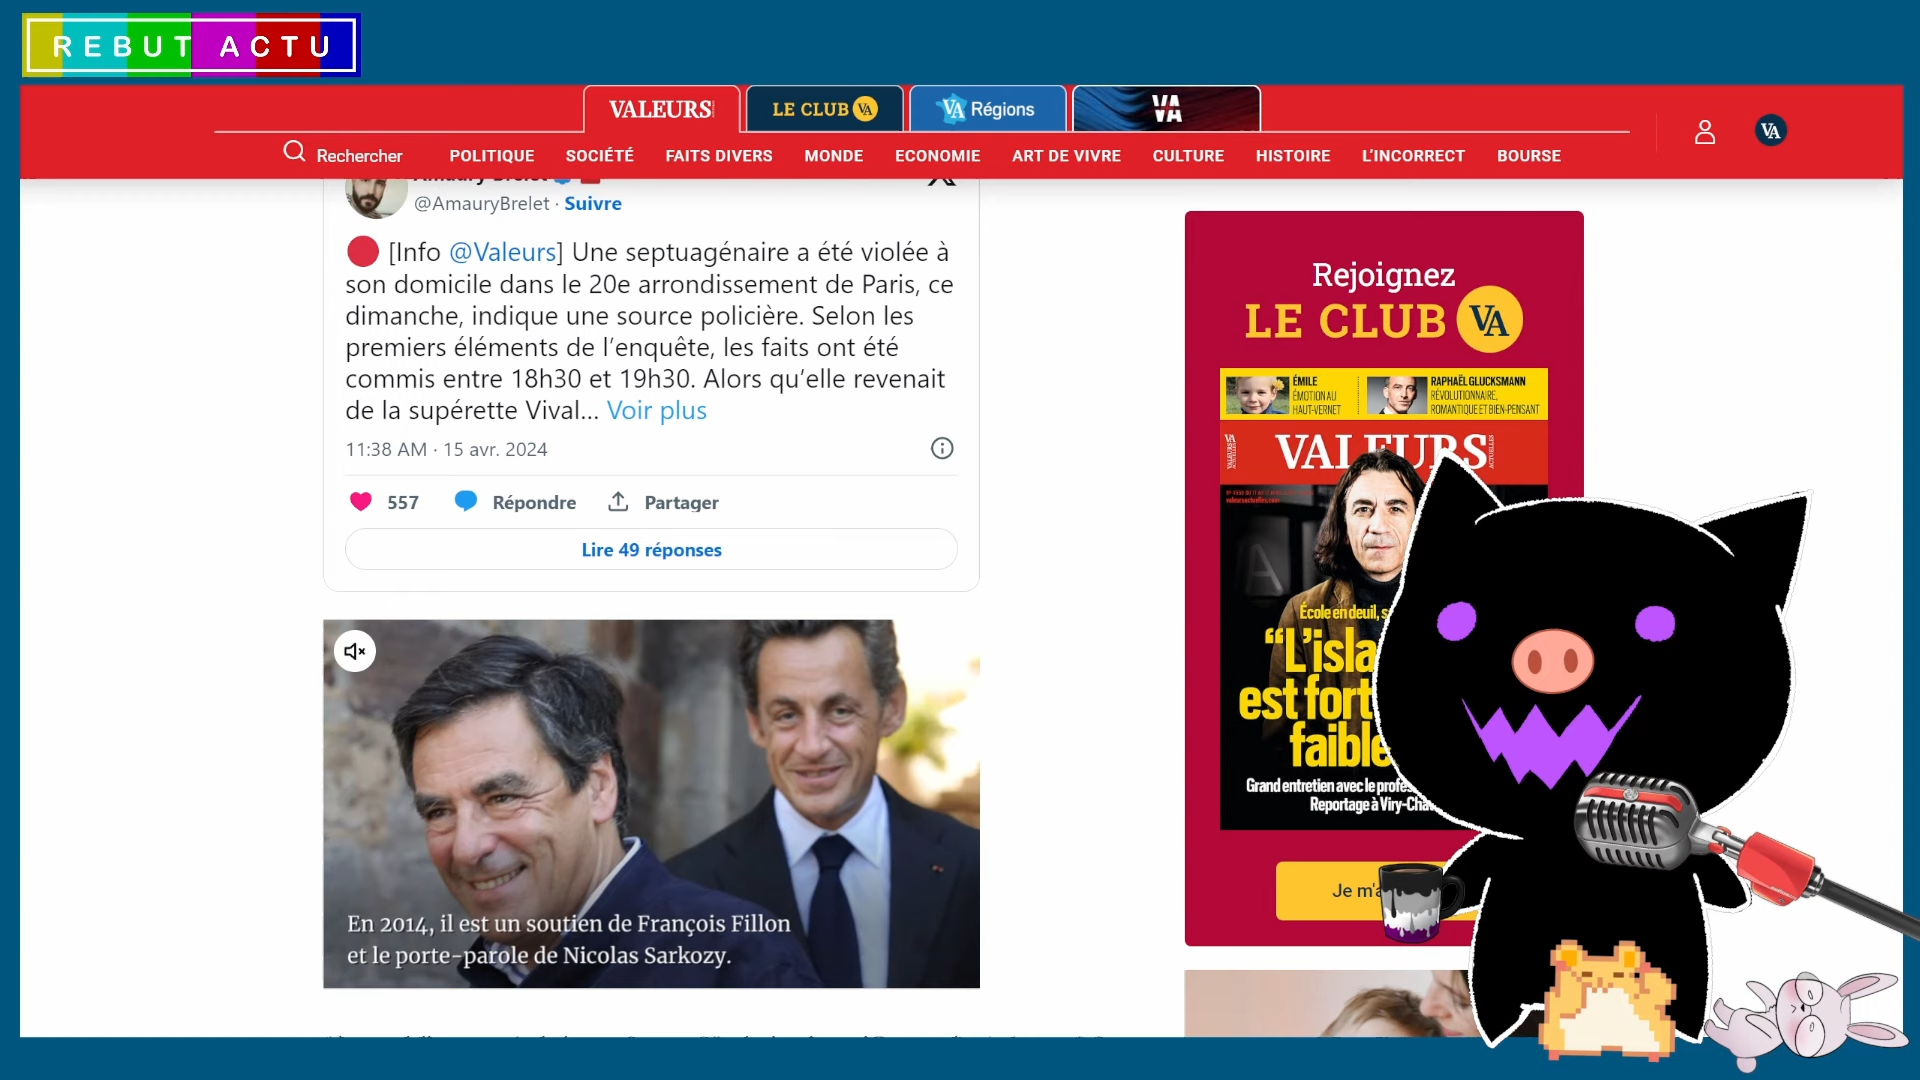 REBUT ACTU
VALEURS
LE CLUB VA
VA Régions
VA
Rechercher
POLITIQUE
SOCIÉTÉ
FAITS DIVERS
MONDE
ECONOMIE
ART DE VIVRE
CULTURE
HISTOIRE
L'INCORRECT
BOURSE
VA
Amaury Brelet
@AmauryBrelet · Suivre
[Info @Valeurs] Une septuagénaire a été violée à
son domicile dans le 20e arrondissement de Paris, ce
dimanche, indique une source policière. Selon les
premiers éléments de l’enquête, les faits ont été
commis entre 18h30 et 19h30. Alors qu’elle revenait
de la supérette Vival... Voir plus
11:38 AM · 15 avr. 2024
557
Répondre
Partager
Lire 49 réponses
En 2014, il est un soutien de François Fillon
et le porte-parole de Nicolas Sarkozy.
Rejoignez
LE CLUB VA
ÉMILE
ÉMOTION AU
HAUT-VERNET
RAPHAËL GLUCKSMANN
RÉVOLUTIONNAIRE,
ROMANTIQUE ET BIEN-PENSANT
VALEURS
École en deuil,
“L’isla
est fort
faible
Grand entretien avec le profes
Reportage à Viry-Châ
Je m'a